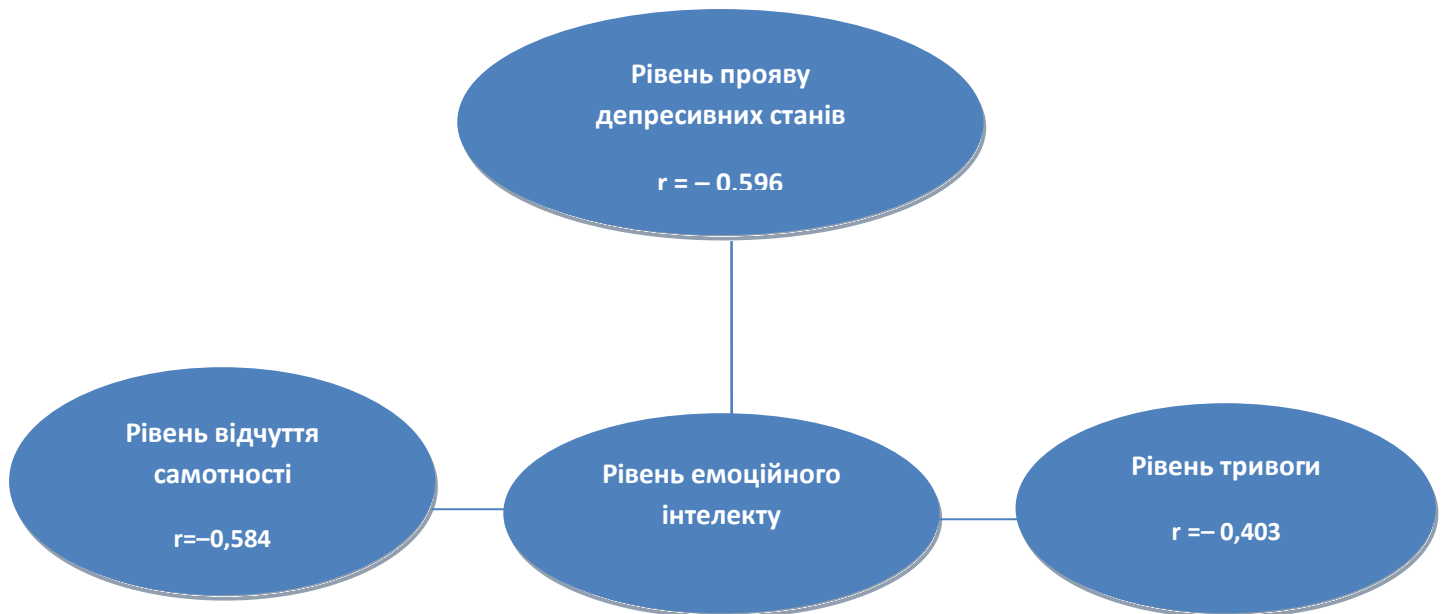 Рівень прояву
депресивних станів
r = – 0.596
Рівень відчуття
самотності
r=–0,584
Рівень емоційного
інтелекту
Рівень тривоги
r =– 0,403